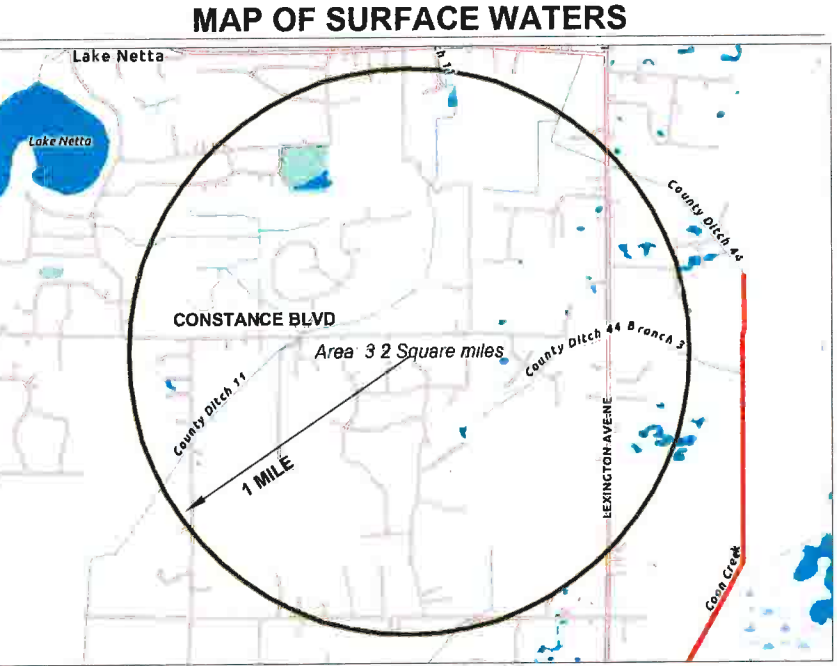 MAP OF SURFACE WATERS
Lake Netta
Lake Netta
County Ditch 44
CONSTANCE BLVD
Area 3 2 Square miles
County Ditch 44 Branch 3
County Ditch 11
1 MILE
LEXINGTON AVE NE
Coon Creek